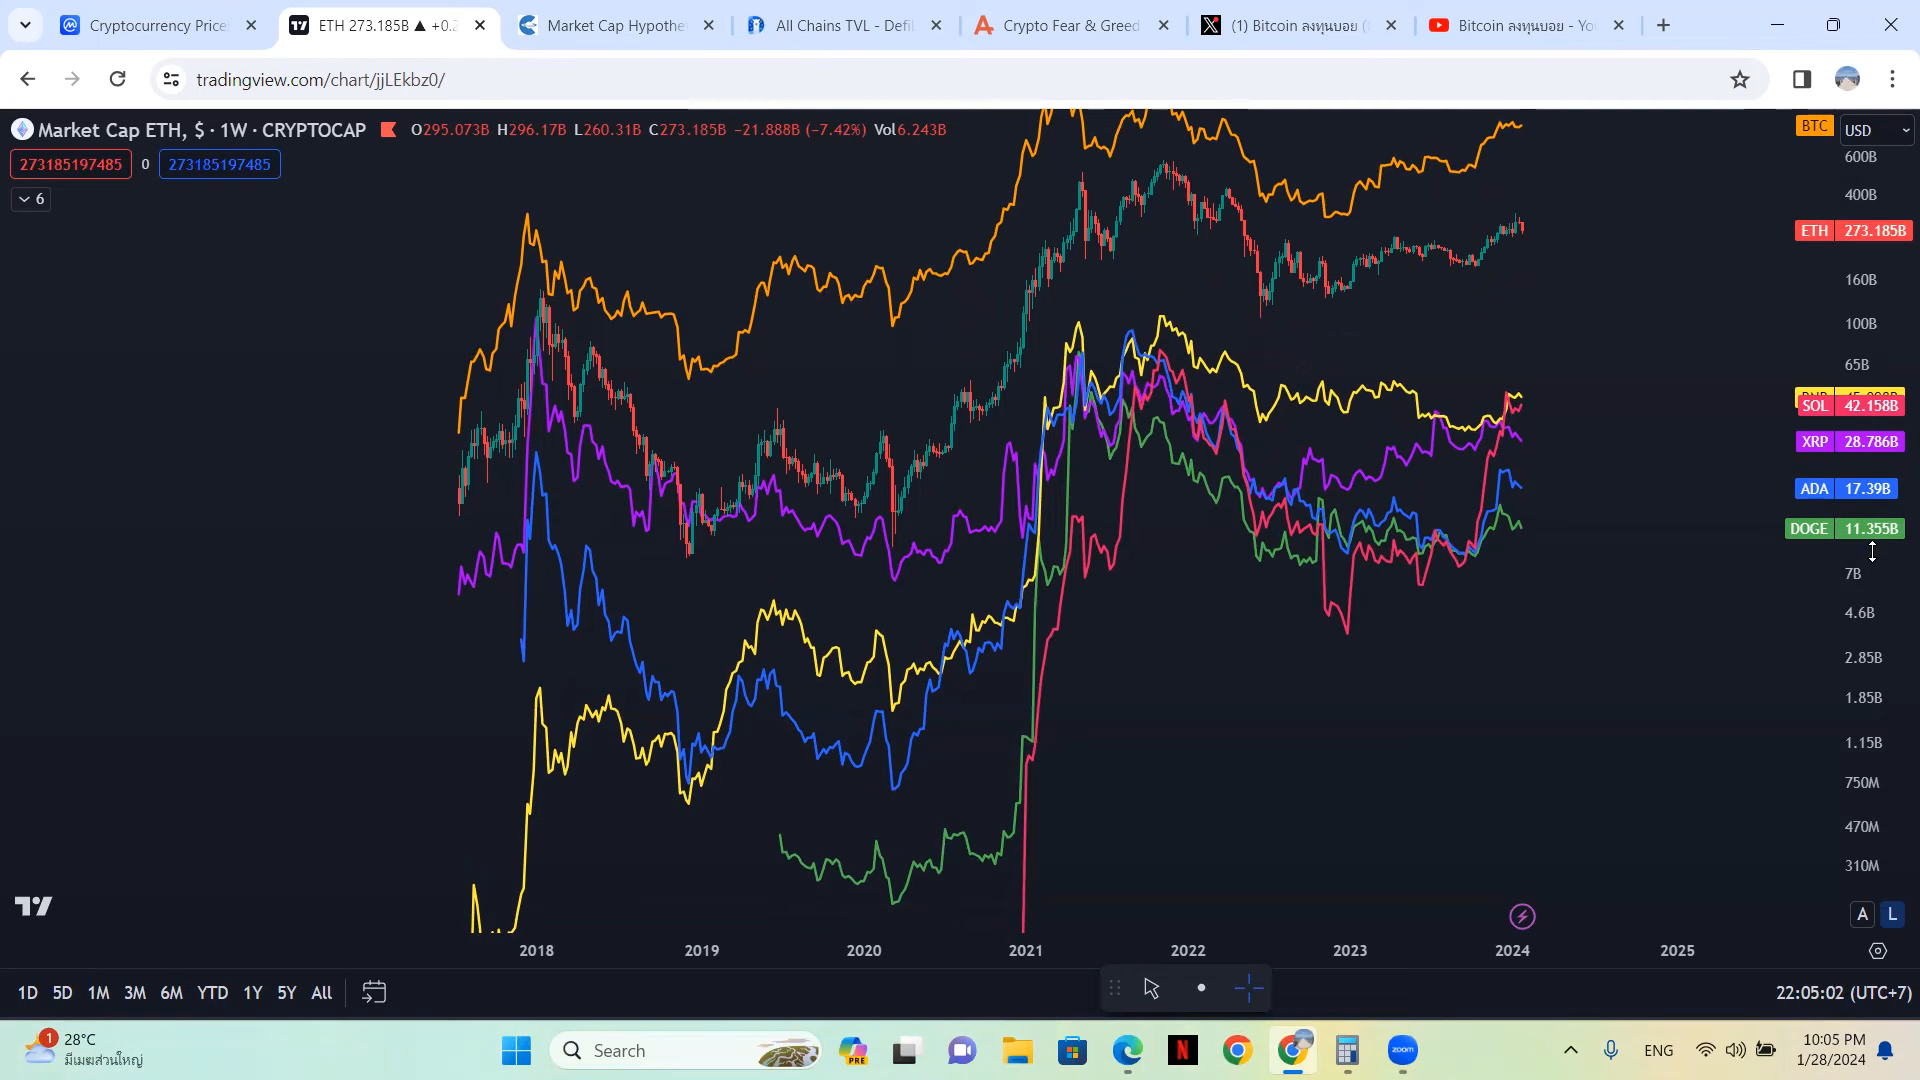 Cryptocurrency Price
ETH 273.185B ▲ +0.2
Market Cap Hypothe
All Chains TVL - Defil
Crypto Fear & Greed
(1) Bitcoin ลงทุนบอย (
Bitcoin ลงทุนบอย - Yo
tradingview.com/chart/jjLEkbz0/
Market Cap ETH, $ · 1W · CRYPTOCAP O295.073B H296.17B L260.31B C273.185B −21.888B (−7.42%) Vol6.243B
BTC
USD
273185197485 0 273185197485
6
600B
400B
ETH 273.185B
160B
100B
65B
SOL 42.158B
XRP 28.786B
ADA 17.39B
DOGE 11.355B
7B
4.6B
2.85B
1.85B
1.15B
750M
470M
310M
A L
2018 2019 2020 2021 2022 2023 2024 2025
1D 5D 1M 3M 6M YTD 1Y 5Y All
22:05:02 (UTC+7)
1
28°C
มีเมฆส่วนใหญ่
Search
PRE
N
zoom
ENG
10:05 PM
1/28/2024